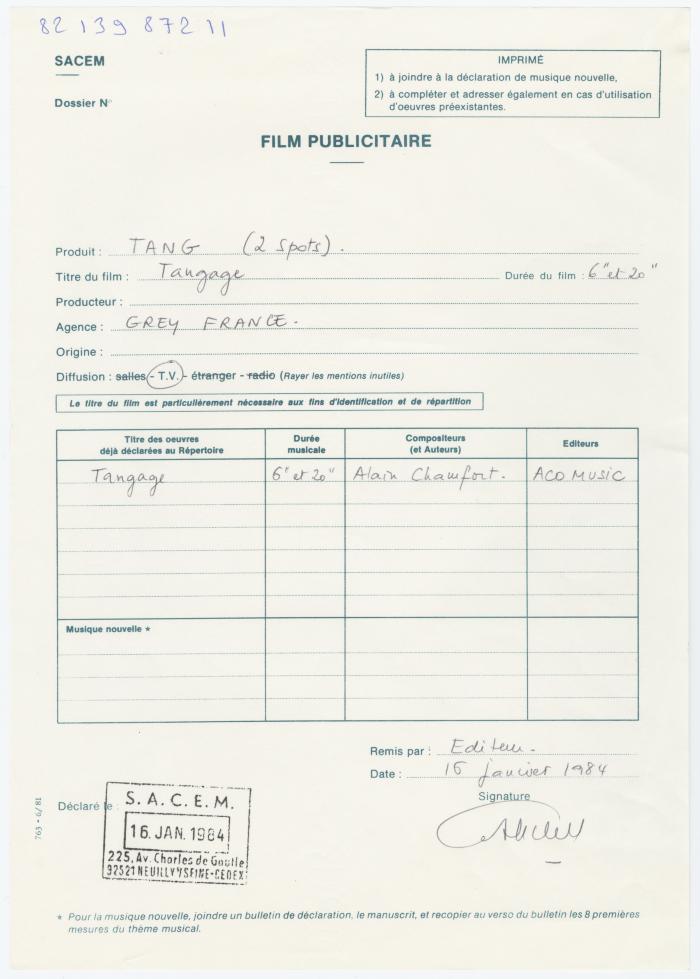 82 139 872 11
SACEM
IMPRIMÉ
1) à joindre à la déclaration de musique nouvelle,
2) à compléter et adresser également en cas d'utilisation
d'oeuvres préexistantes.
Dossier N°
FILM PUBLICITAIRE
Produit : TANG (2 spots).
Titre du film : Tangage Durée du film : 6" et 20"
Producteur :
Agence : GREY FRANCE.
Origine :
Diffusion : salles - T.V. - étranger - radio (Rayer les mentions inutiles)
Le titre du film est particulièrement nécessaire aux fins d'identification et de répartition
Titre des oeuvres
déjà déclarées au Répertoire
Durée
musicale
Compositeurs
(et Auteurs)
Editeurs
Tangage 6" et 20" Alain Chamfort. ACO MUSIC
Musique nouvelle *
Remis par : Editeur.
Date : 16 janvier 1984
Signature
Déclaré le :
S. A. C. E. M.
16. JAN. 1984
225, Av. Charles de Gaulle
92521 NEUILLY S/SEINE-CEDEX
763 - 6/81
* Pour la musique nouvelle, joindre un bulletin de déclaration, le manuscrit, et recopier au verso du bulletin les 8 premières
mesures du thème musical.